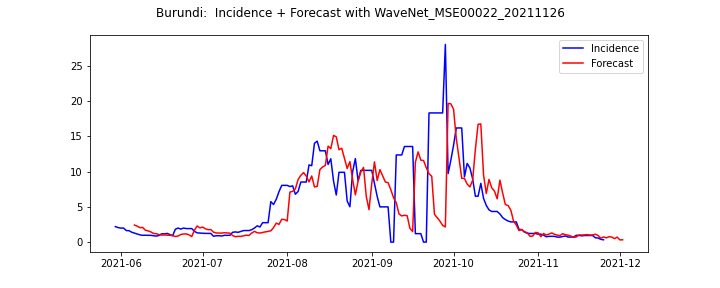 Burundi:  Incidence + Forecast with WaveNet_MSE00022_20211126
Incidence
Forecast
25
20
15
10
5
0
2021-06 2021-07 2021-08 2021-09 2021-10 2021-11 2021-12